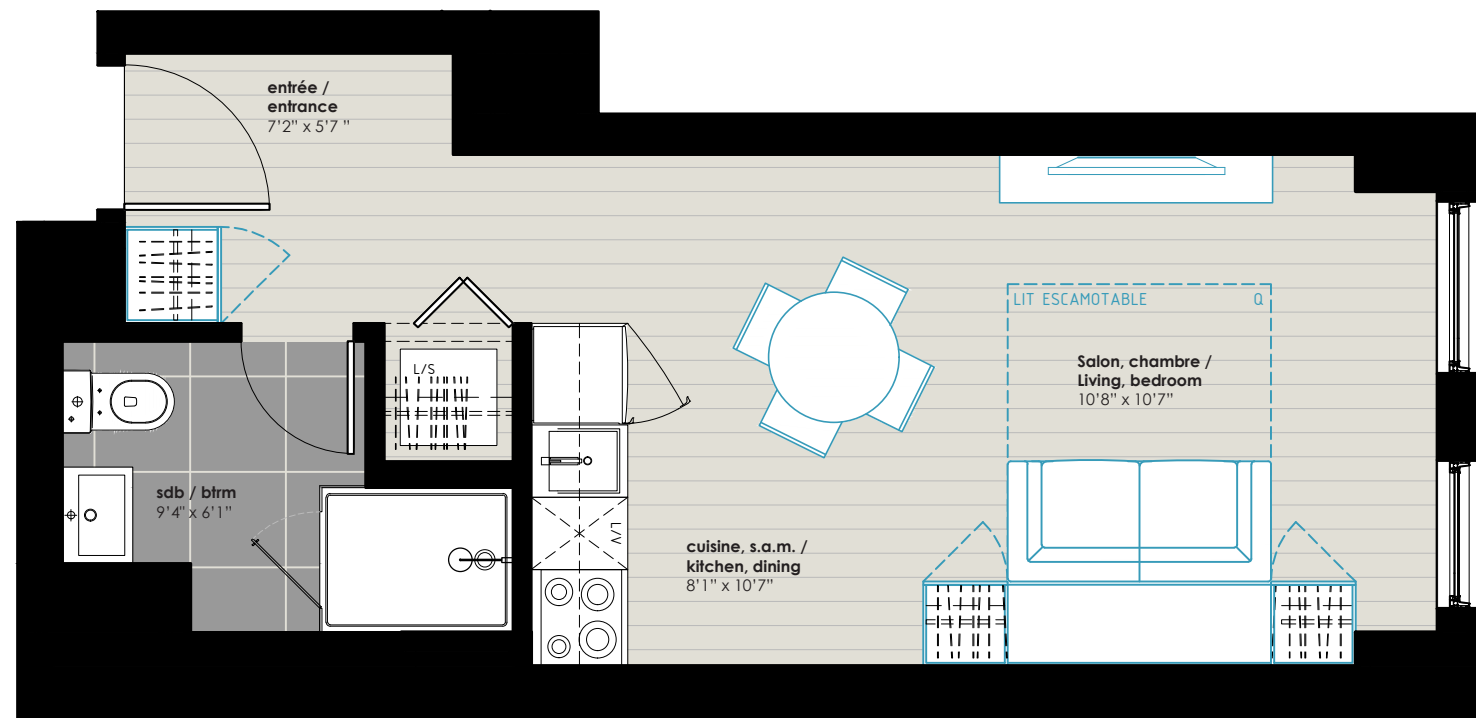 entrée /
entrance
7'2" x 5'7 "
LIT ESCAMOTABLE Q
L/S
Salon, chambre /
Living, bedroom
10'8" x 10'7"
sdb / btrm
9'4" x 6'1"
L/V
cuisine, s.a.m. /
kitchen, dining
8'1" x 10'7"